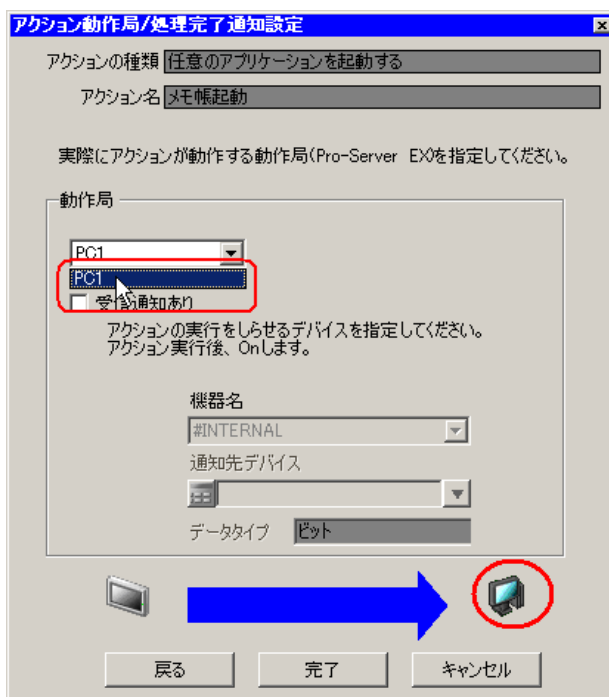 アクション動作局/処理完了通知設定
アクションの種類 任意のアプリケーションを起動する
アクション名 メモ帳起動
実際にアクションが動作する動作局(Pro-Server EX)を指定してください。
動作局
PC1
PC1
受信通知あり
アクションの実行をしらせるデバイスを指定してください。
アクション実行後、Onします。
機器名
#INTERNAL
通知先デバイス
データタイプ ビット
戻る 完了 キャンセル